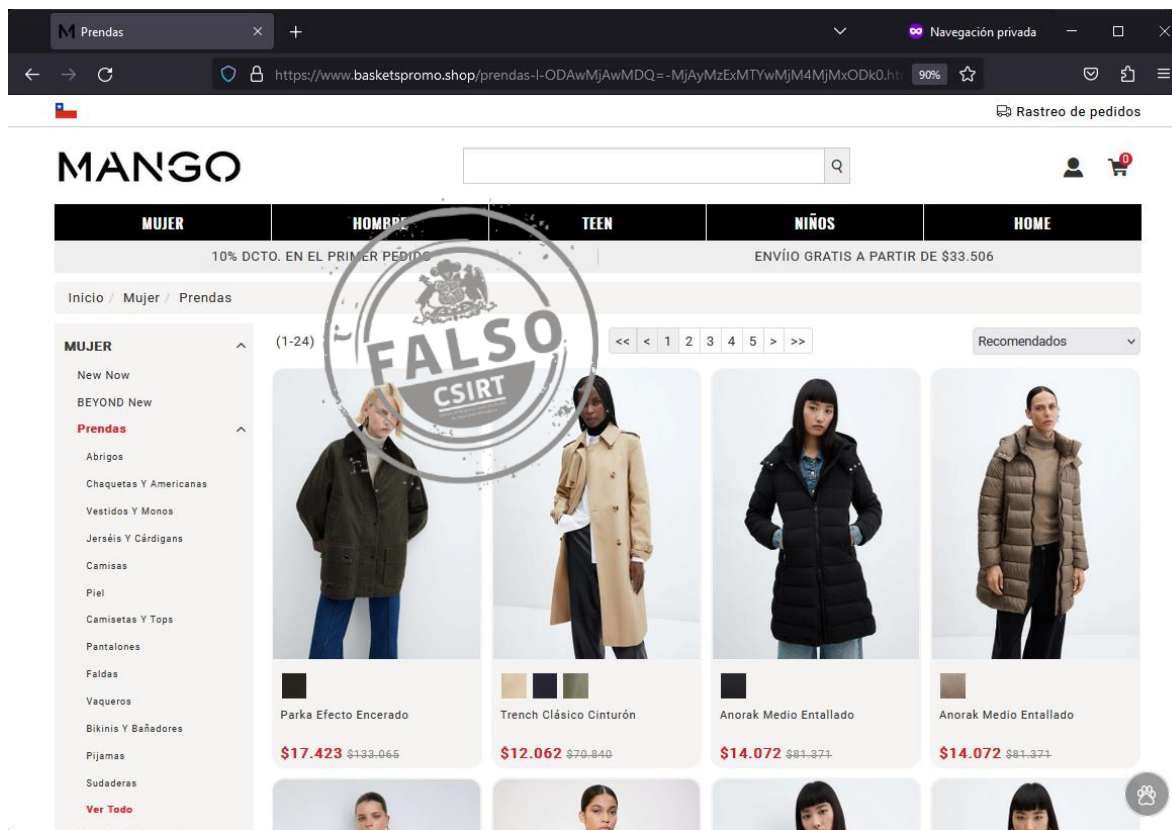 Prendas
Navegación privada
https://www.basketspromo.shop/prendas-l-ODAwMjAwMDQ=-MjAyMzExMTYwMjM4MjMxODk0.ht
90%
Rastreo de pedidos
MANGO
0
MUJER HOMBRE TEEN NIÑOS HOME
10% DCTO. EN EL PRIMER PEDIDO ENVÍIO GRATIS A PARTIR DE $33.506
Inicio / Mujer / Prendas
FALSO
CSIRT
(1-24) << < 1 2 3 4 5 > >> Recomendados
MUJER
New Now
BEYOND New
Prendas
Abrigos
Chaquetas Y Americanas
Vestidos Y Monos
Jerséis Y Cárdigans
Camisas
Piel
Camisetas Y Tops
Pantalones
Faldas
Vaqueros
Bikinis Y Bañadores
Pijamas
Sudaderas
Ver Todo
Parka Efecto Encerado
$17.423 $133.065
Trench Clásico Cinturón
$12.062 $70.840
Anorak Medio Entallado
$14.072 $81.371
Anorak Medio Entallado
$14.072 $81.371